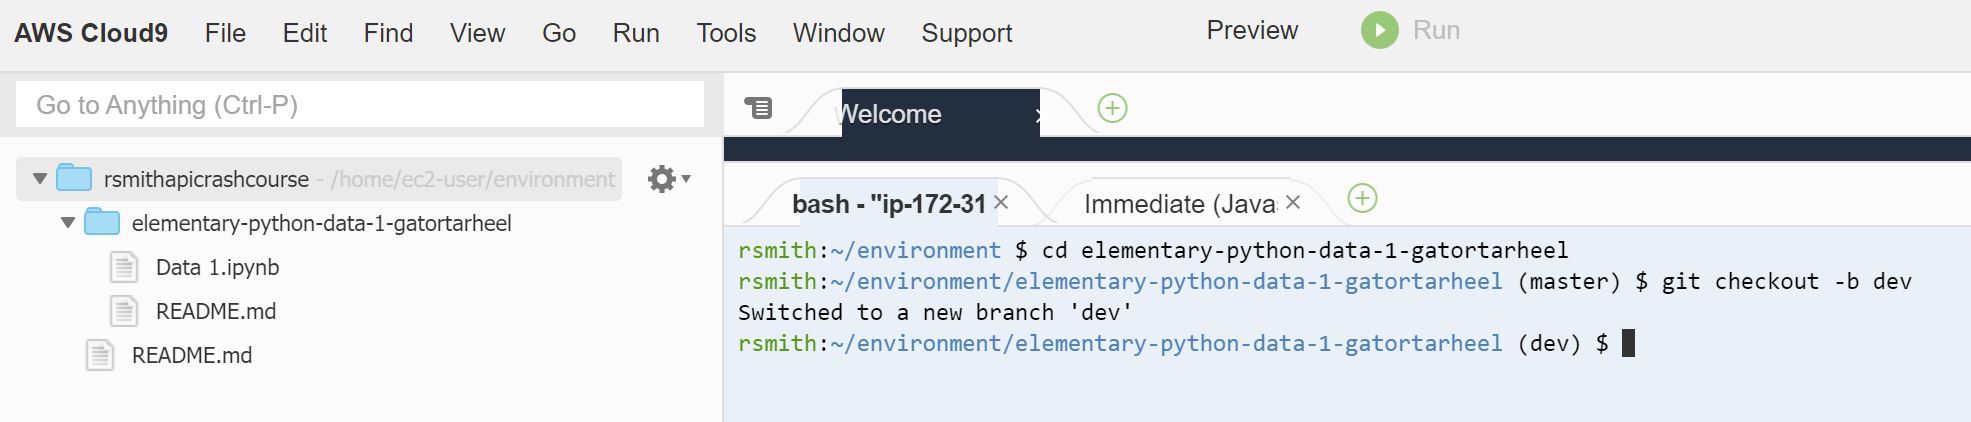 AWS Cloud9 File Edit Find View Go Run Tools Window Support Preview Run
Go to Anything (Ctrl-P)
Welcome
rsmithapicrashcourse - /home/ec2-user/environment
elementary-python-data-1-gatortarheel
Data 1.ipynb
README.md
README.md
bash - "ip-172-31 Immediate (Java
rsmith:~/environment $ cd elementary-python-data-1-gatortarheel
rsmith:~/environment/elementary-python-data-1-gatortarheel (master) $ git checkout -b dev
Switched to a new branch 'dev'
rsmith:~/environment/elementary-python-data-1-gatortarheel (dev) $